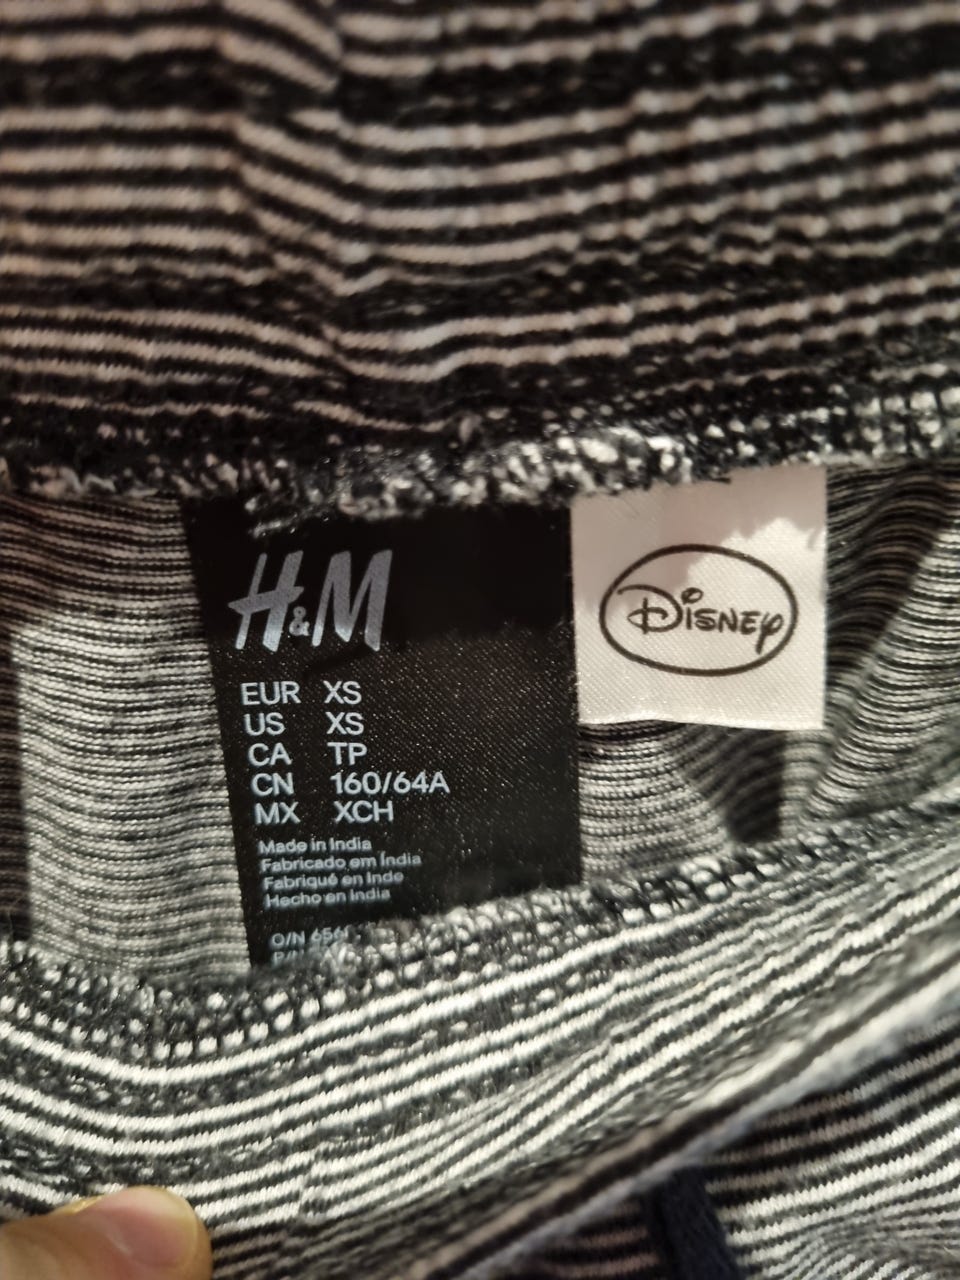 H&M
EUR XS
US XS
CA TP
CN 160/64A
MX XCH
Made in India
Fabricado em Índia
Fabriqué en Inde
Hecho en India
O/N 656
Disney